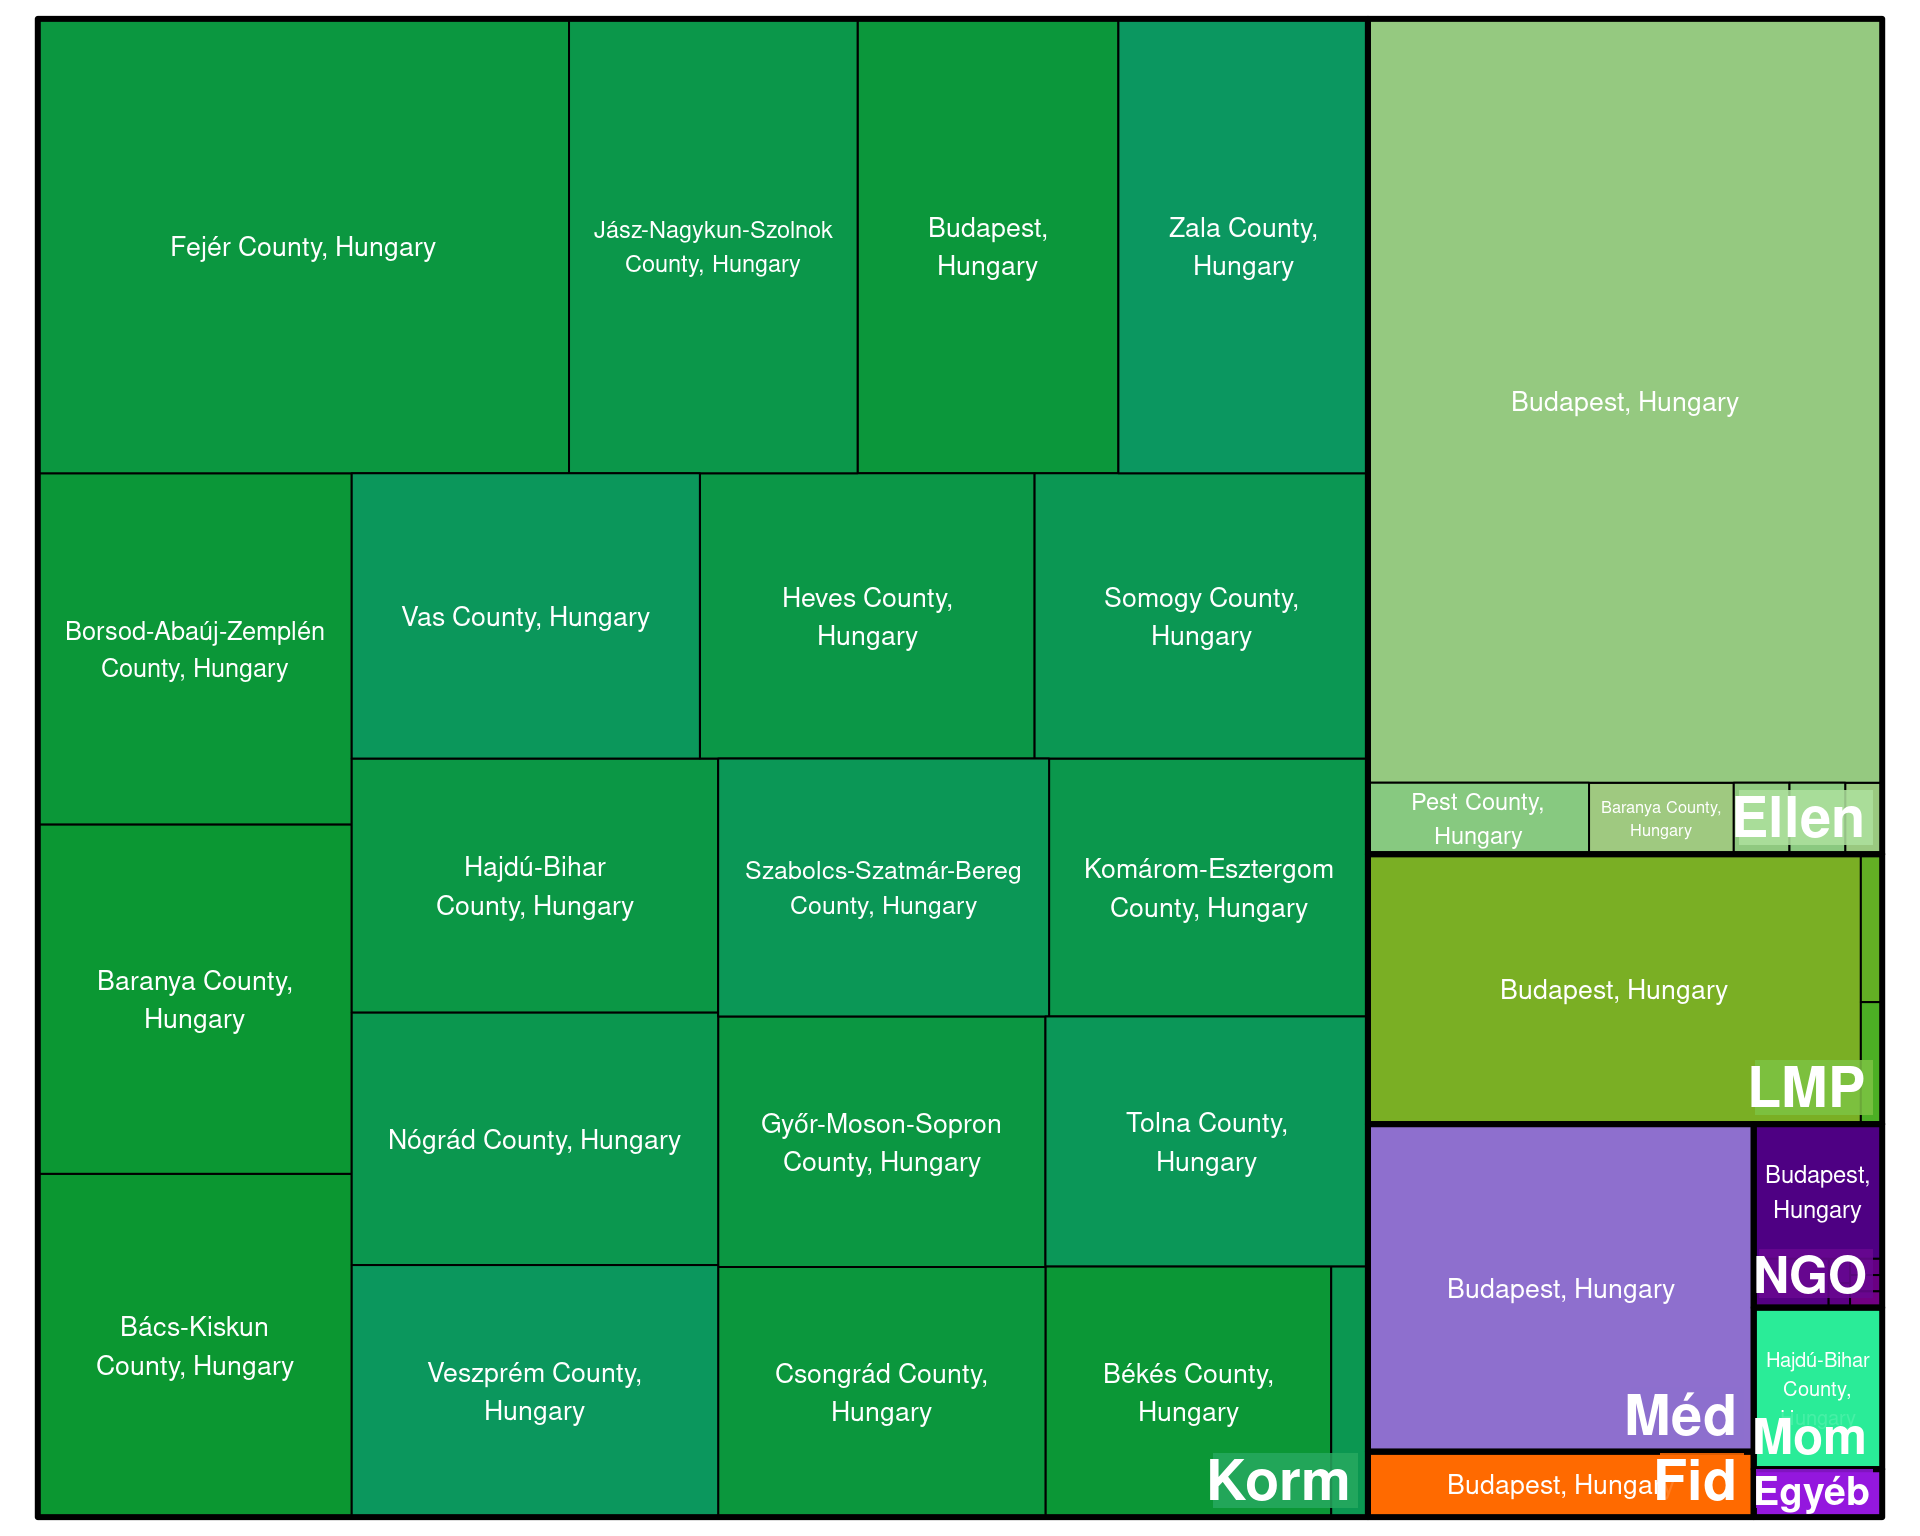 Fejér County, Hungary
Jász-Nagykun-Szolnok
County, Hungary
Budapest,
Hungary
Zala County,
Hungary
Borsod-Abaúj-Zemplén
County, Hungary
Vas County, Hungary
Heves County,
Hungary
Somogy County,
Hungary
Baranya County,
Hungary
Hajdú-Bihar
County, Hungary
Szabolcs-Szatmár-Bereg
County, Hungary
Komárom-Esztergom
County, Hungary
Nógrád County, Hungary
Győr-Moson-Sopron
County, Hungary
Tolna County,
Hungary
Bács-Kiskun
County, Hungary
Veszprém County,
Hungary
Csongrád County,
Hungary
Békés County,
Hungary
Korm
Budapest, Hungary
Pest County,
Hungary
Baranya County,
Hungary
Ellen
Budapest, Hungary
LMP
Budapest, Hungary
Méd
Budapest,
Hungary
NGO
Hajdú-Bihar
County,
Hungary
Mom
Budapest, Hungary
Fid
Egyéb